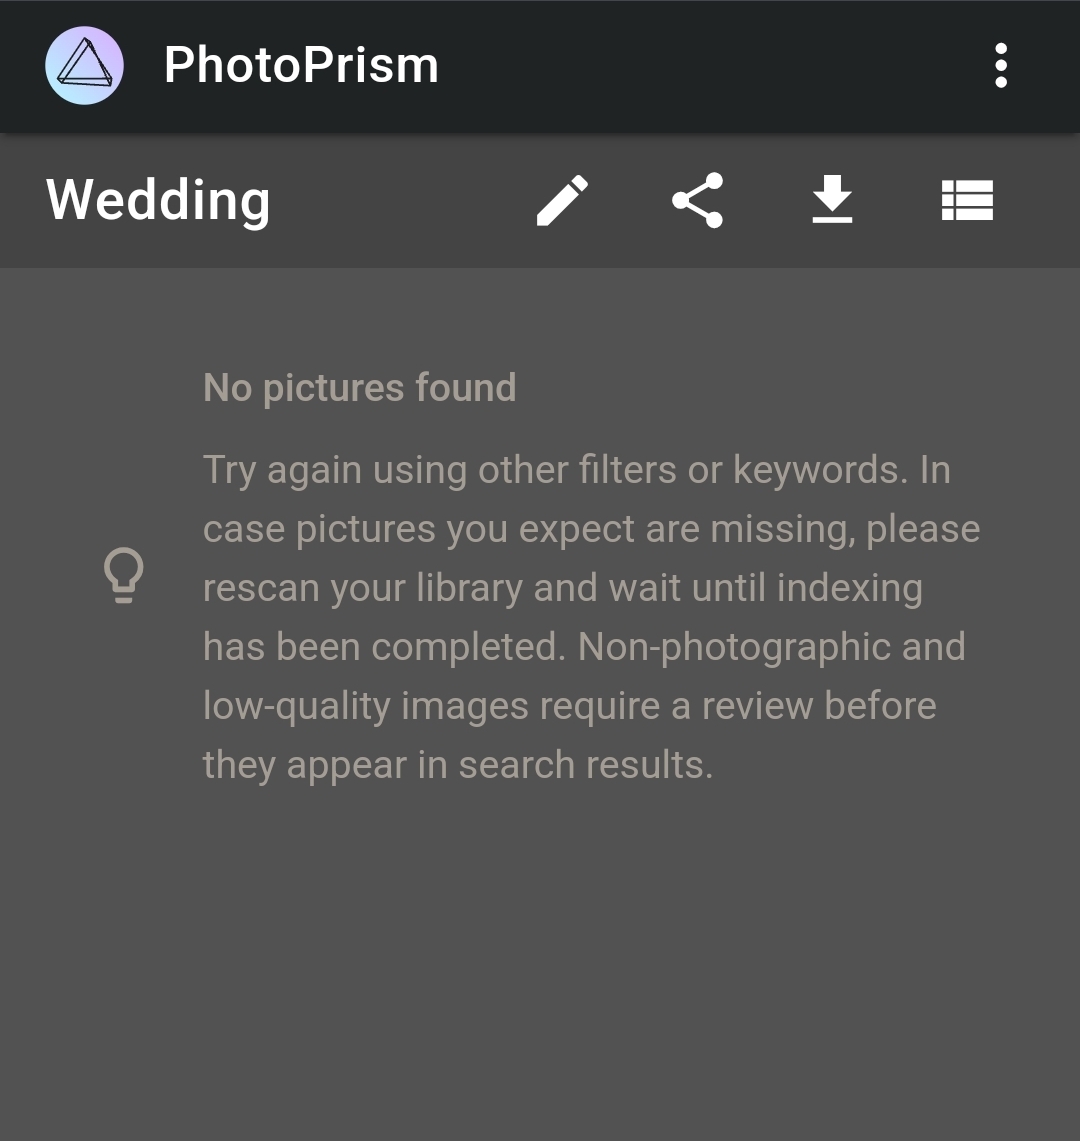 PhotoPrism
Wedding
No pictures found
Try again using other filters or keywords. In
case pictures you expect are missing, please
rescan your library and wait until indexing
has been completed. Non-photographic and
low-quality images require a review before
they appear in search results.